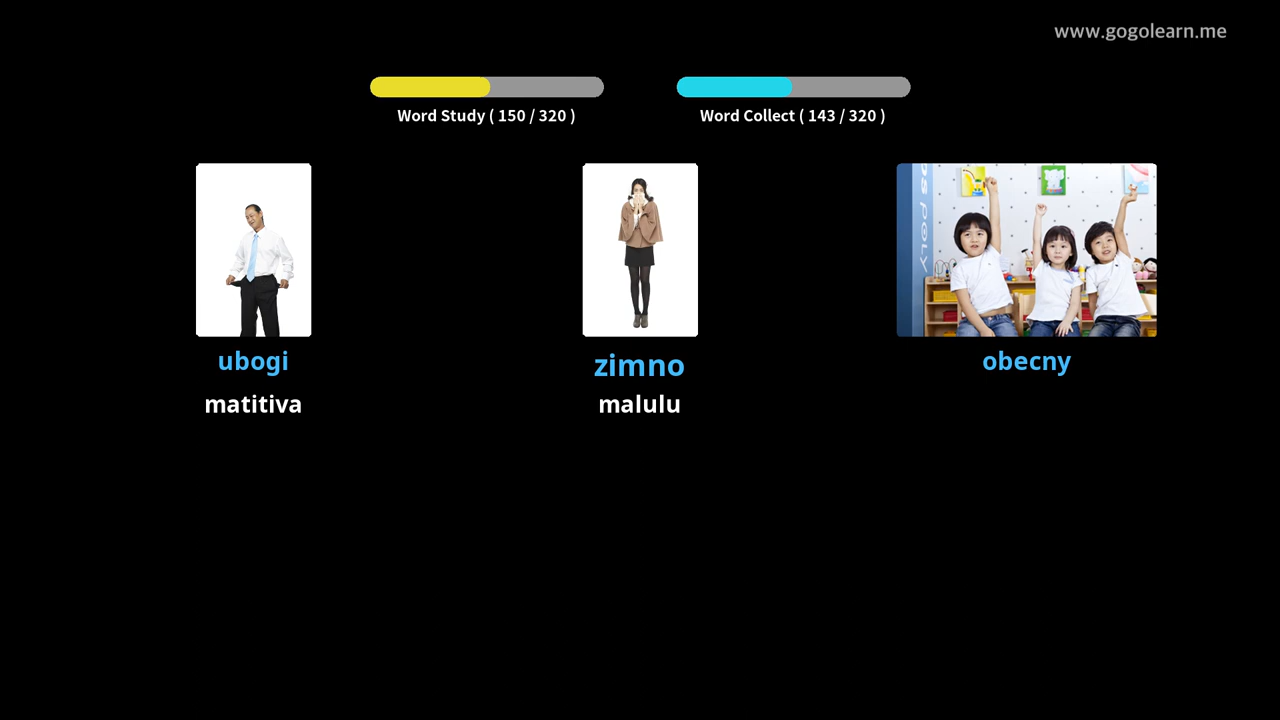 www.gogolearn.me
Word Study ( 150 / 320 )
Word Collect ( 143 / 320 )
ubogi
zimno
obecny
matitiva
malulu